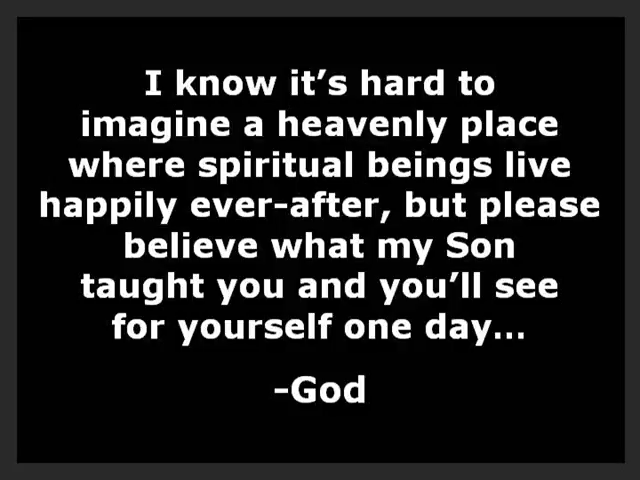 I know it’s hard to
imagine a heavenly place
where spiritual beings live
happily ever-after, but please
believe what my Son
taught you and you’ll see
for yourself one day...
-God